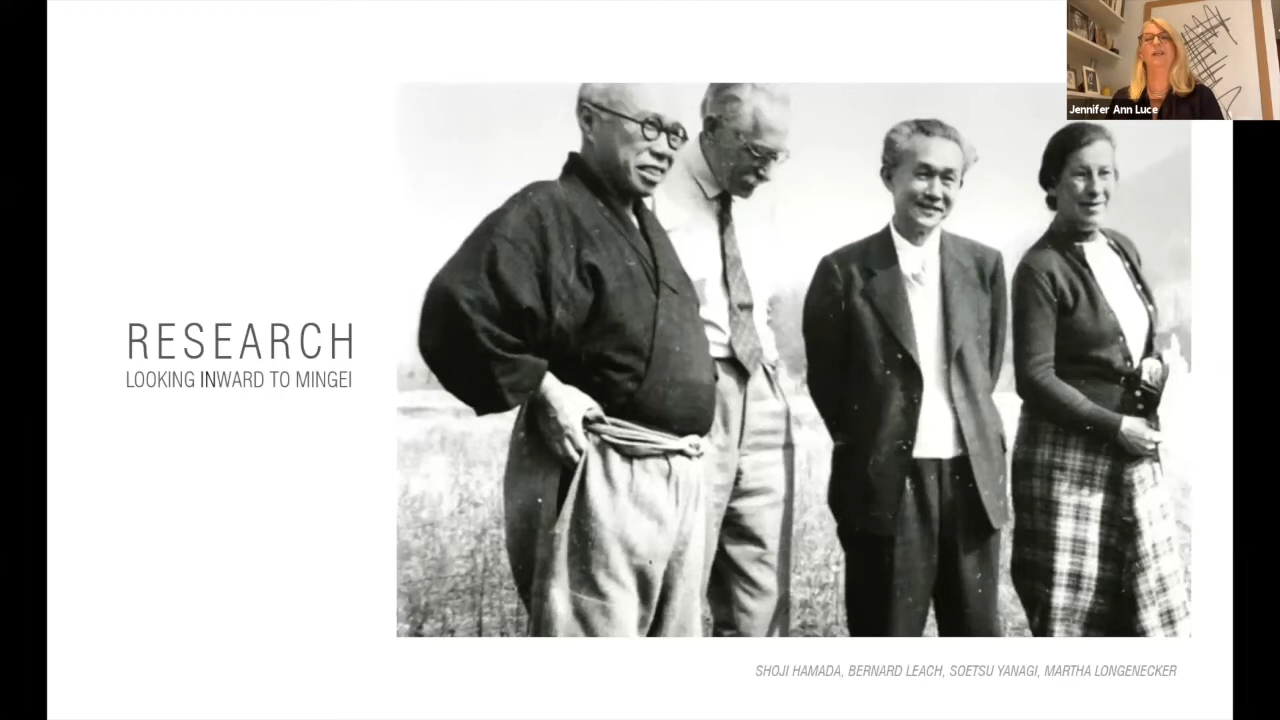 Jennifer Ann Luce
RESEARCH
LOOKING INWARD TO MINGEI
SHOJI HAMADA, BERNARD LEACH, SOETSU YANAGI, MARTHA LONGENECKER